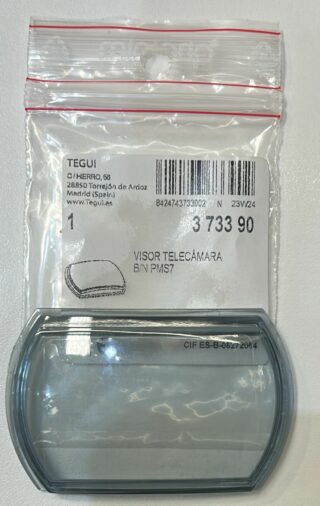 TEGUI
C/ HIERRO, 56
28850 Torrejón de Ardoz
Madrid (Spain)
www.Tegui.es
8424743733902 N 23W24
1 3 733 90
VISOR TELECÁMARA
B/N PMS7
CIF ES-B-08272064